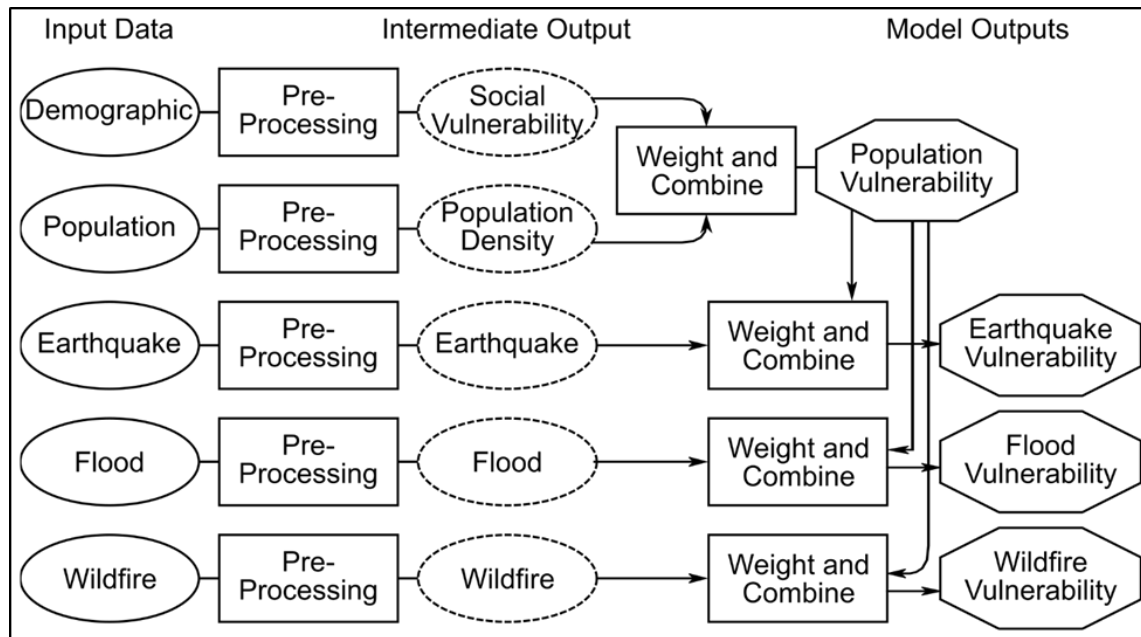 Input Data
Intermediate Output
Model Outputs
Demographic
Pre-
Processing
Social
Vulnerability
Weight and
Combine
Population
Vulnerability
Population
Pre-
Processing
Population
Density
Earthquake
Pre-
Processing
Earthquake
Weight and
Combine
Earthquake
Vulnerability
Flood
Pre-
Processing
Flood
Weight and
Combine
Flood
Vulnerability
Wildfire
Pre-
Processing
Wildfire
Weight and
Combine
Wildfire
Vulnerability